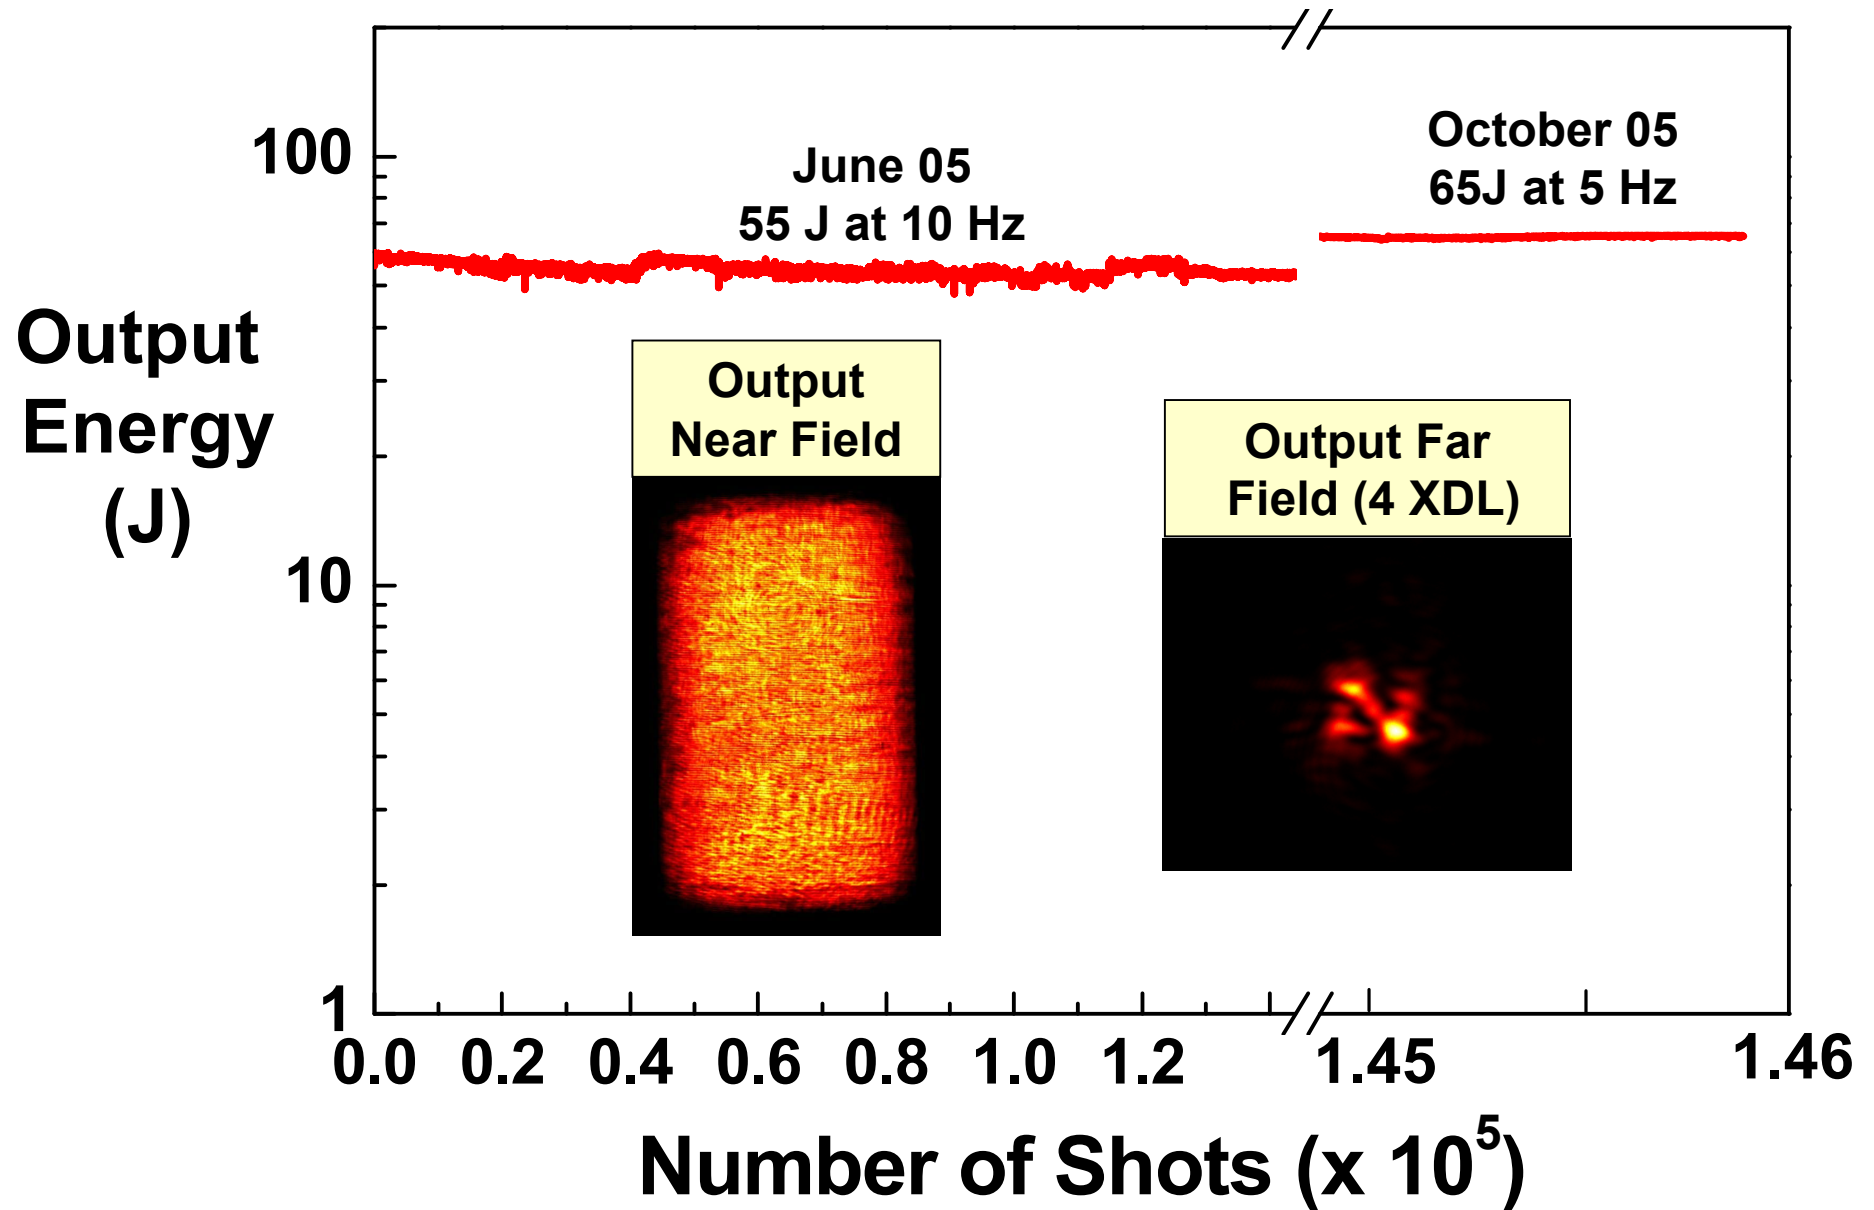 100
10
1
Output
Energy
(J)
June 05
55 J at 10 Hz
October 05
65J at 5 Hz
Output
Near Field
Output Far
Field (4 XDL)
0.0 0.2 0.4 0.6 0.8 1.0 1.2 1.45 1.46
Number of Shots (x 10⁵)